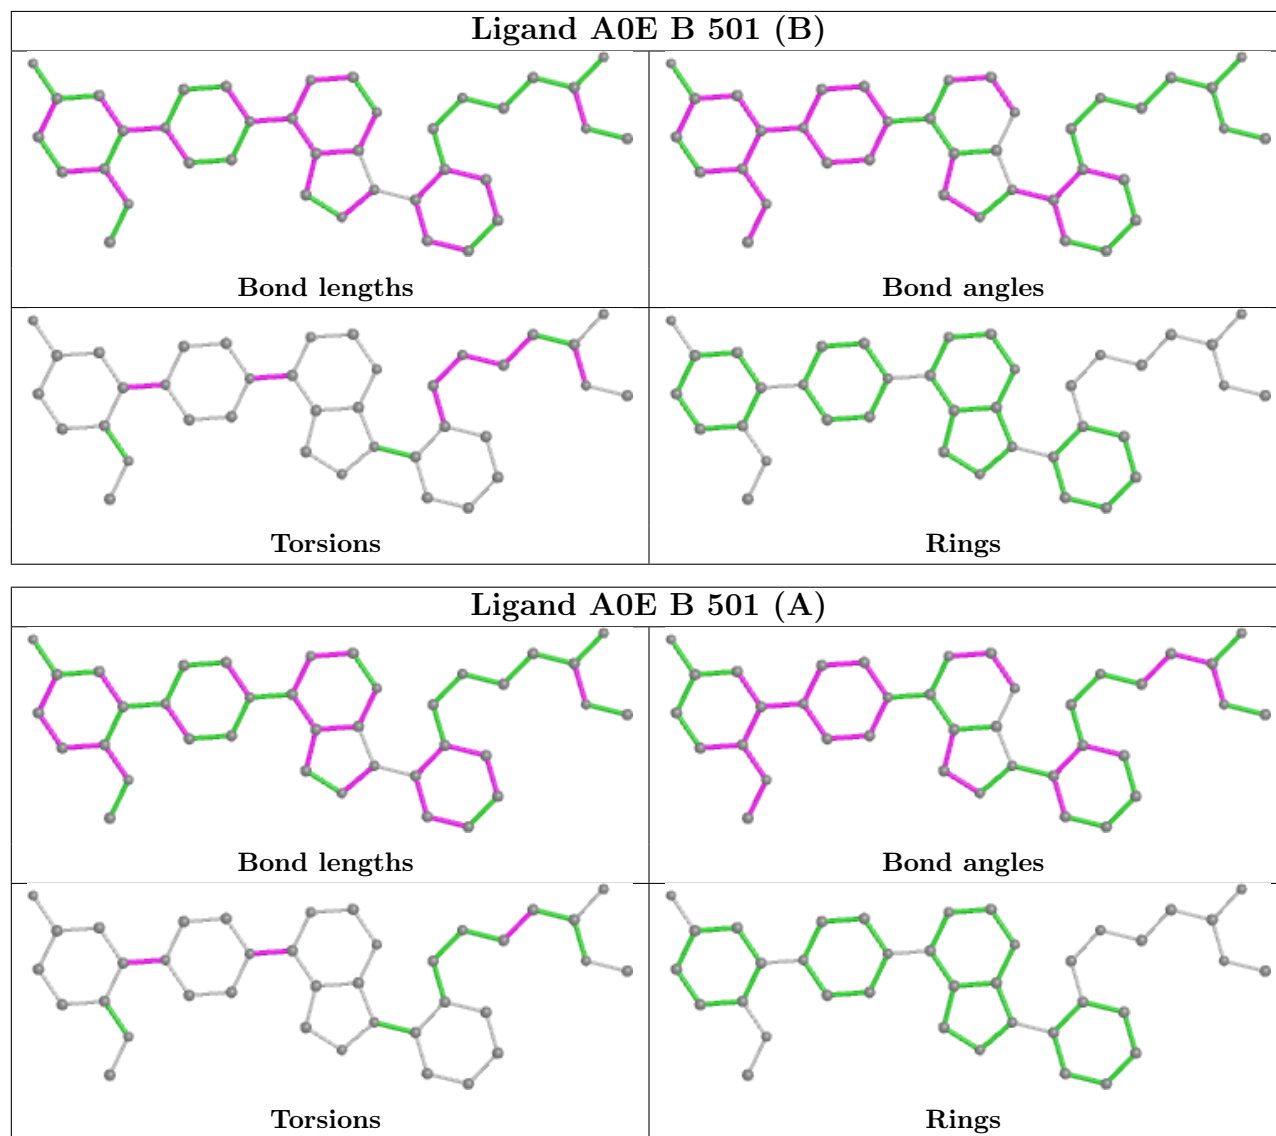 Ligand A0E B 501 (B)
Bond lengths
Bond angles
Torsions
Rings
Ligand A0E B 501 (A)
Bond lengths
Bond angles
Torsions
Rings